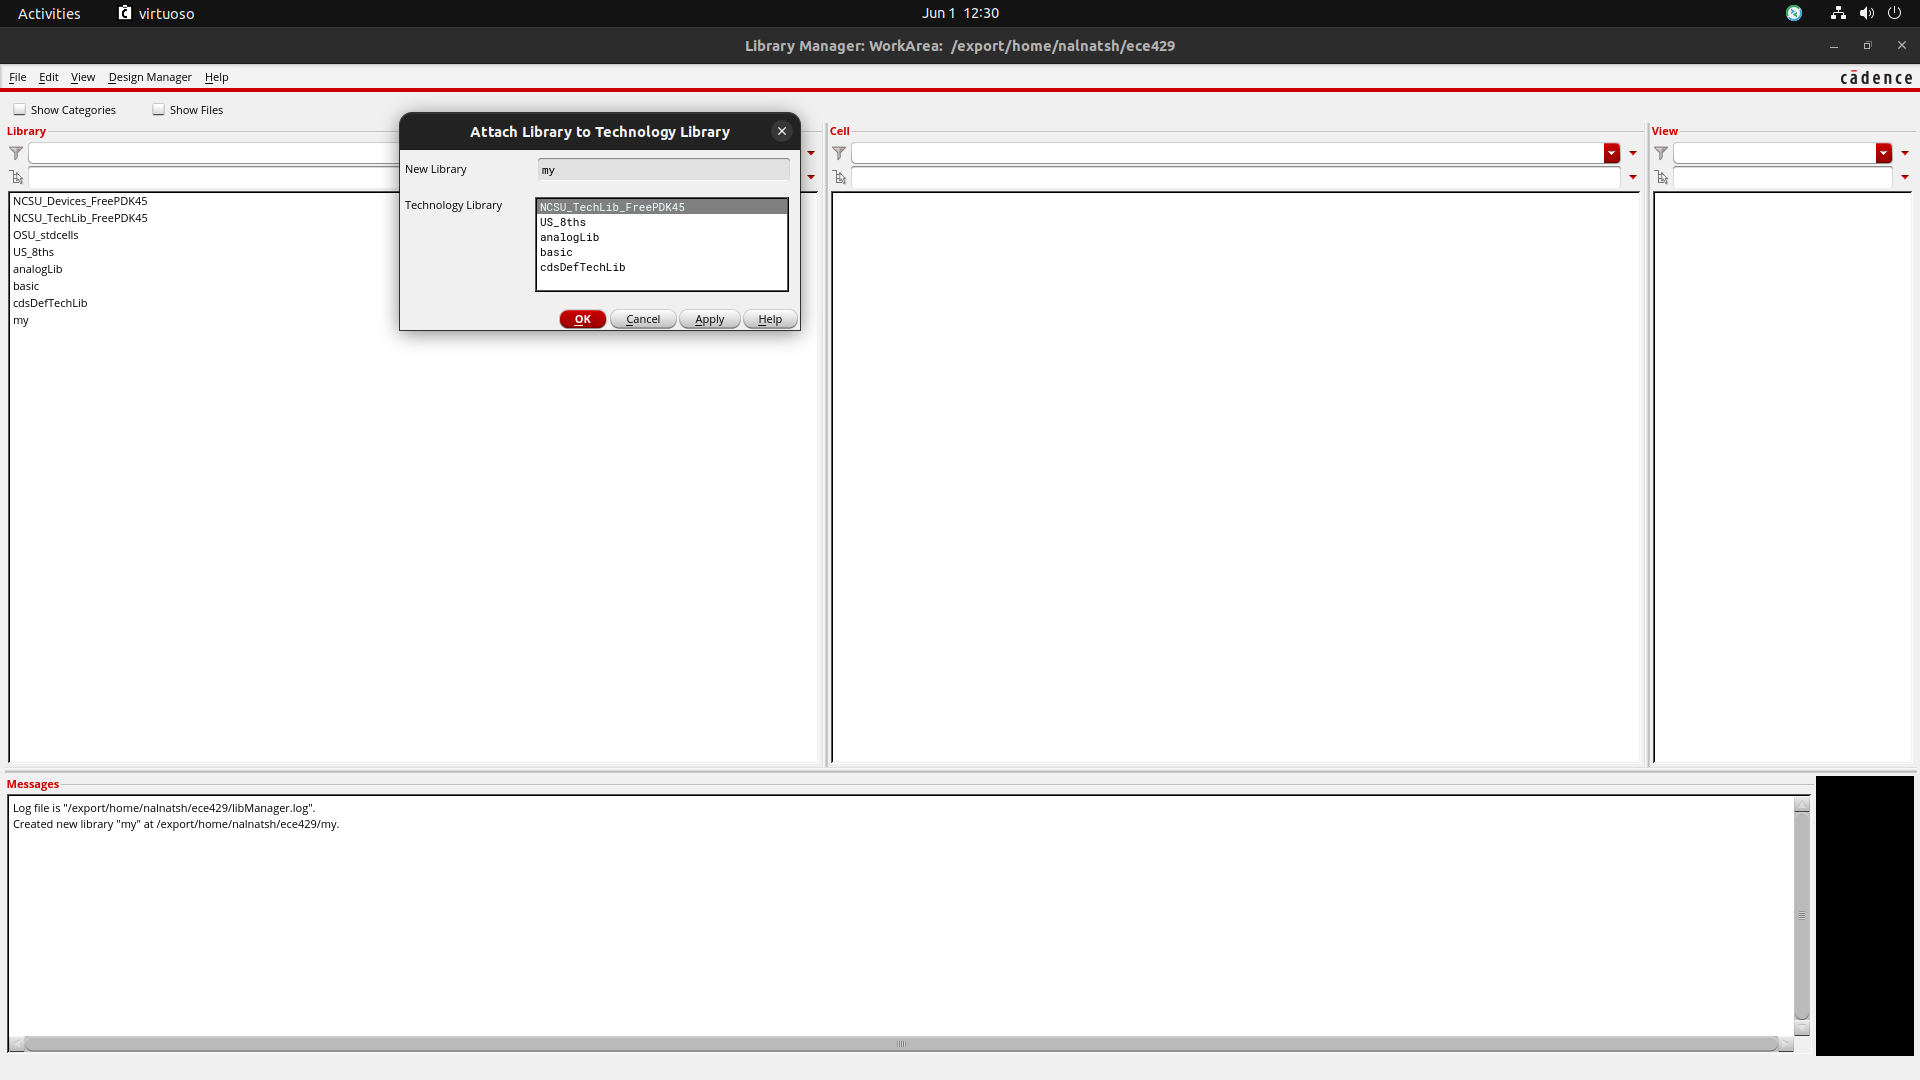 Activities
virtuoso
Jun 1 12:30
Library Manager: WorkArea: /export/home/nalnatsh/ece429
File Edit View Design Manager Help
cādence
Show Categories
Show Files
Library
NCSU_Devices_FreePDK45
NCSU_TechLib_FreePDK45
OSU_stdcells
US_8ths
analogLib
basic
cdsDefTechLib
my
Attach Library to Technology Library
New Library
my
Technology Library
NCSU_TechLib_FreePDK45
US_8ths
analogLib
basic
cdsDefTechLib
OK
Cancel
Apply
Help
Cell
View
Messages
Log file is "/export/home/nalnatsh/ece429/libManager.log".
Created new library "my" at /export/home/nalnatsh/ece429/my.